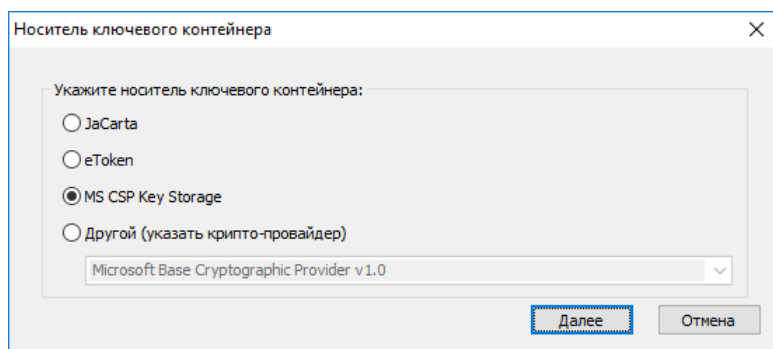 Носитель ключевого контейнера
Укажите носитель ключевого контейнера:
JaCarta
eToken
MS CSP Key Storage
Другой (указать крипто-провайдер)
Microsoft Base Cryptographic Provider v1.0
Далее
Отмена